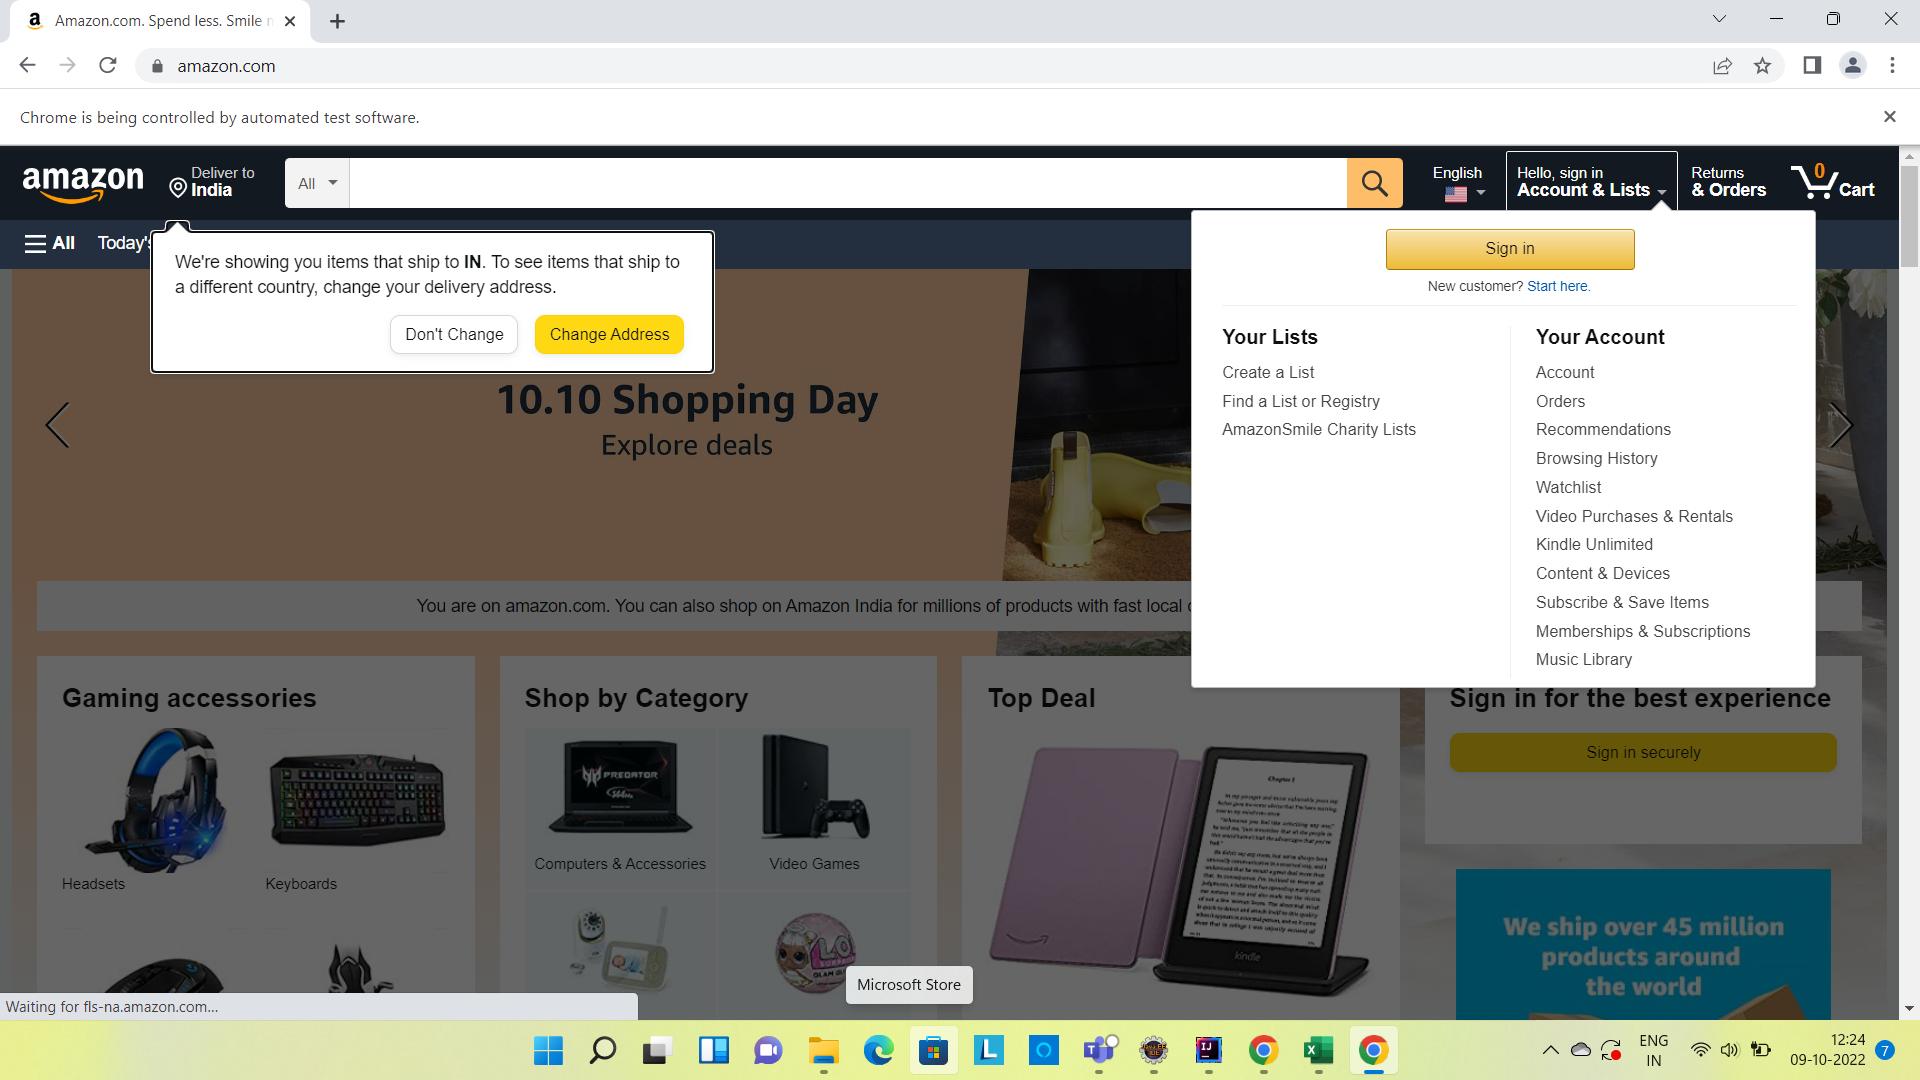 Amazon.com. Spend less. Smile m
amazon.com
Chrome is being controlled by automated test software.
amazon
Deliver to
India
All
English
Hello, sign in
Account & Lists
Returns
& Orders
0
Cart
All
Today's
We're showing you items that ship to IN. To see items that ship to
a different country, change your delivery address.
Don't Change
Change Address
Sign in
New customer? Start here.
Your Lists
Create a List
Find a List or Registry
AmazonSmile Charity Lists
Your Account
Account
Orders
Recommendations
Browsing History
Watchlist
Video Purchases & Rentals
Kindle Unlimited
Content & Devices
Subscribe & Save Items
Memberships & Subscriptions
Music Library
10.10 Shopping Day
Explore deals
You are on amazon.com. You can also shop on Amazon India for millions of products with fast local
Gaming accessories
Headsets
Keyboards
Shop by Category
PREDATOR
144Hz
Computers & Accessories
Video Games
Top Deal
Chapter 1
kindle
Sign in for the best experience
Sign in securely
We ship over 45 million
products around
the world
Microsoft Store
Waiting for fls-na.amazon.com...
ENG
IN
12:24
09-10-2022
7